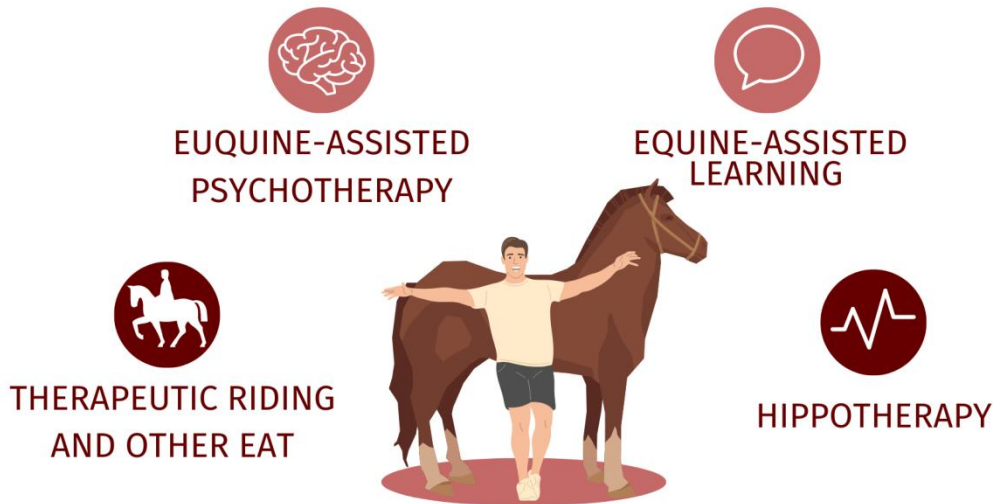 EUQUINE-ASSISTED
PSYCHOTHERAPY
EQUINE-ASSISTED
LEARNING
THERAPEUTIC RIDING
AND OTHER EAT
HIPPOTHERAPY